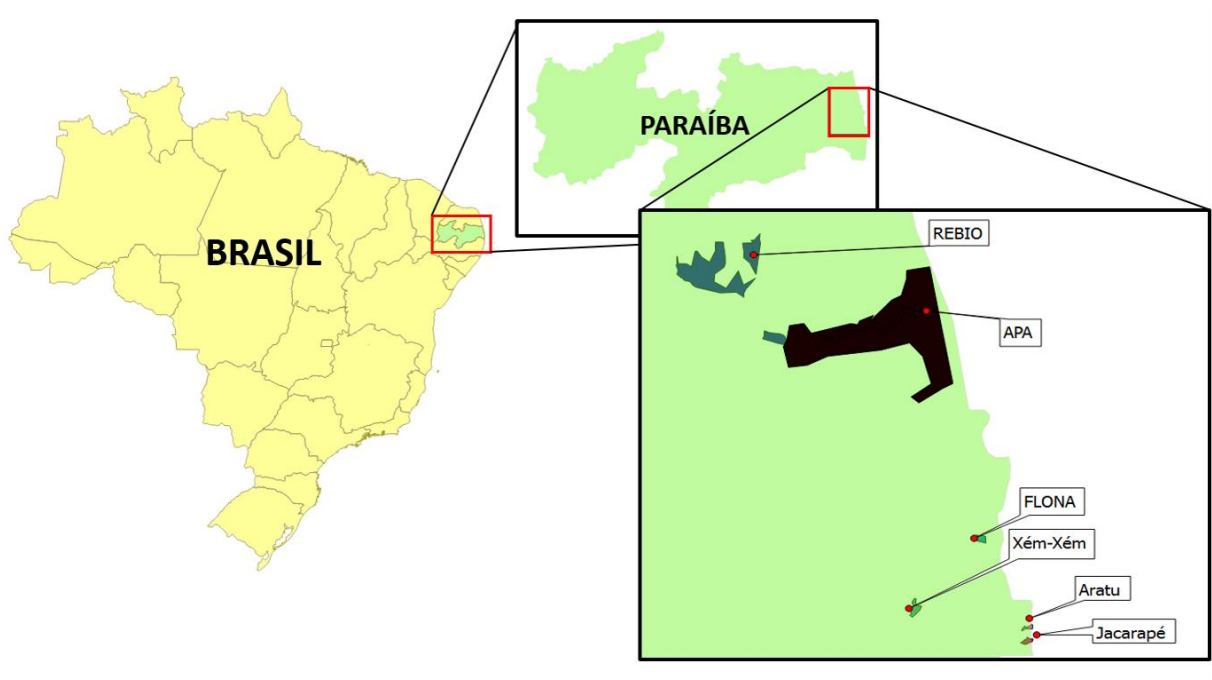 BRASIL
PARAÍBA
REBIO
APA
FLONA
Xém-Xém
Aratu
Jacarapé